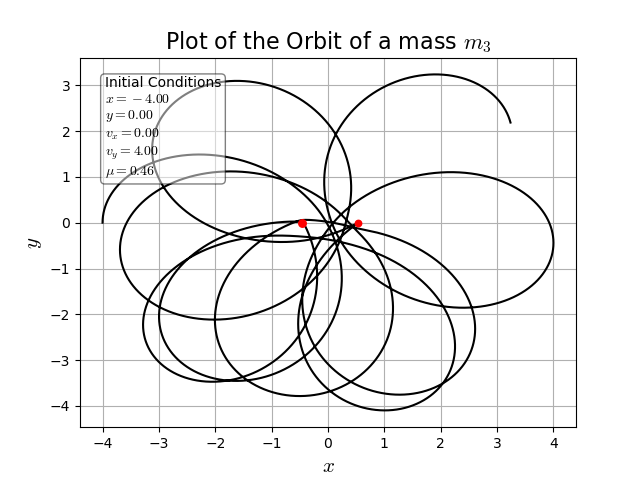 Plot of the Orbit of a mass m₃
Initial Conditions
x = −4.00
y = 0.00
vₓ = 0.00
v_y = 4.00
μ = 0.46
y
3
2
1
0
−1
−2
−3
−4
−4 −3 −2 −1 0 1 2 3 4
x